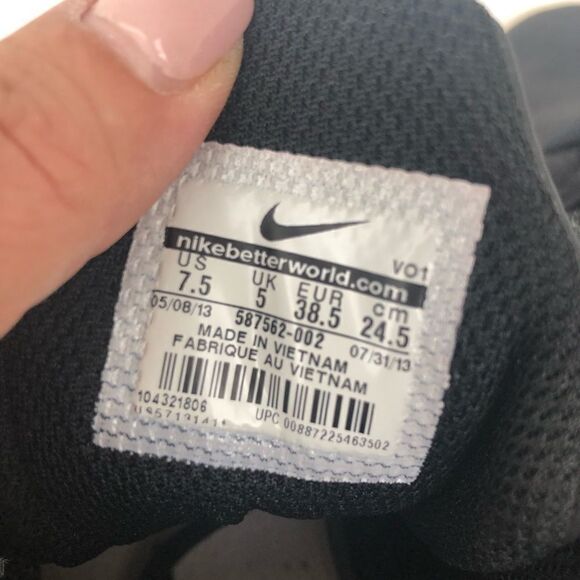 nikebetterworld.com VO1
US UK EUR cm
7.5 5 38.5 24.5
05/08/13 587562-002 07/31/13
MADE IN VIETNAM
FABRIQUE AU VIETNAM
104321806
UPC 00887225463502